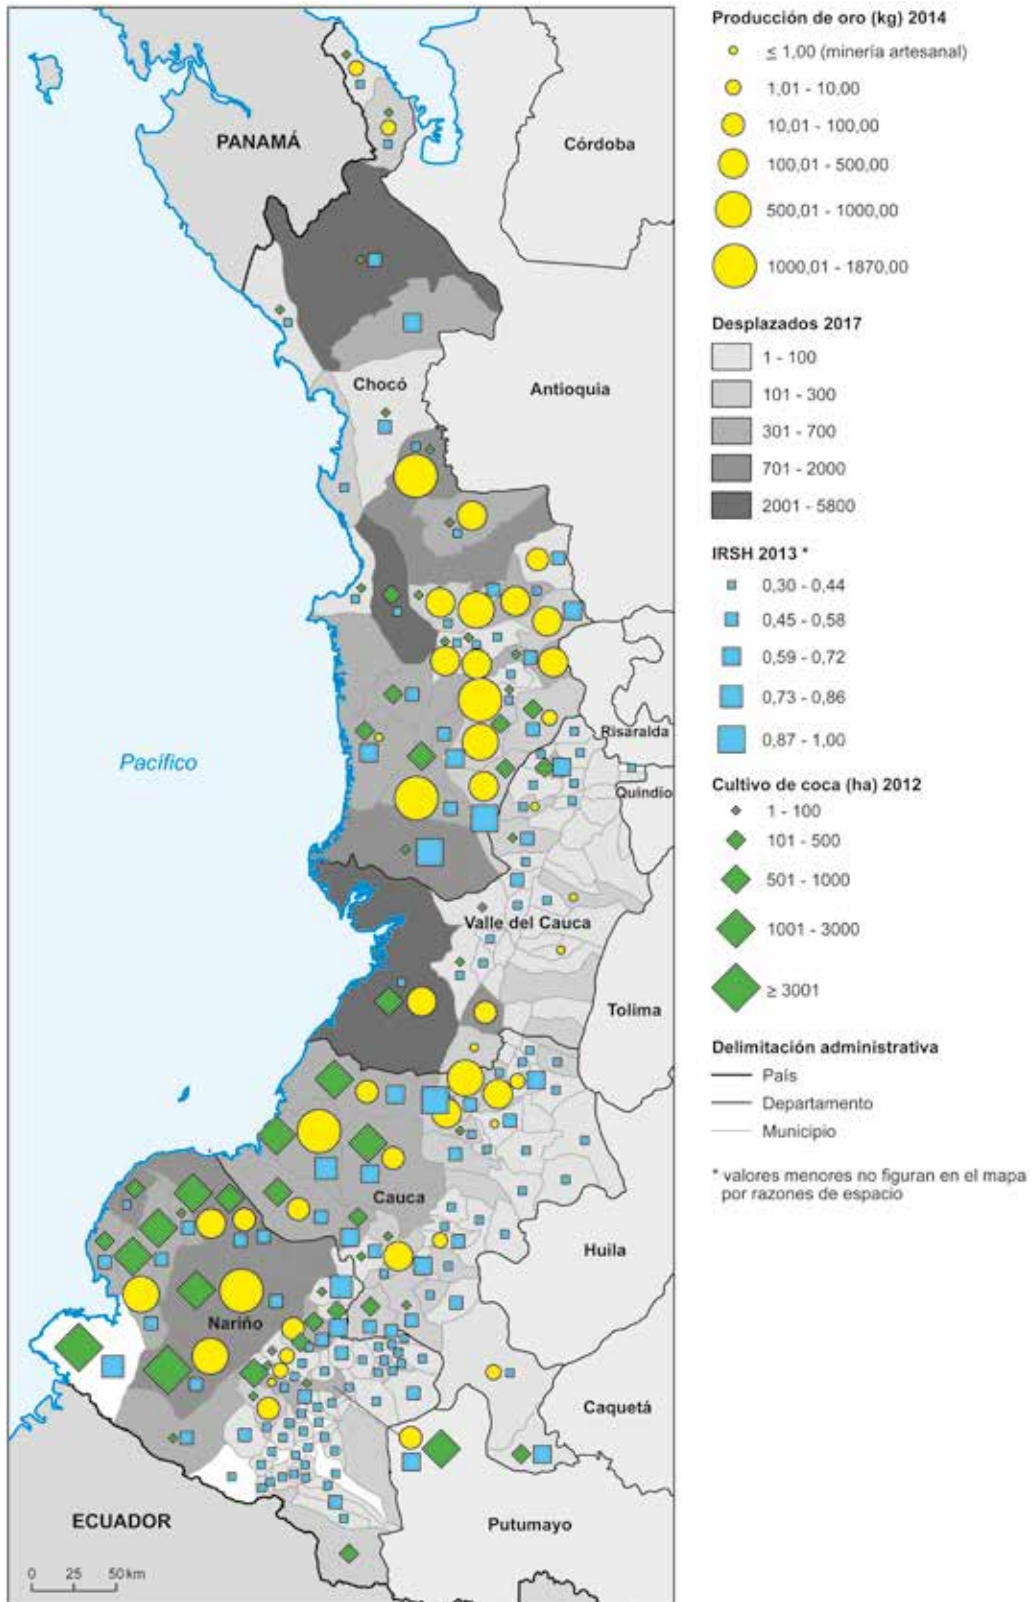 PANAMÁ
Córdoba
Chocó
Antioquia
Pacífico
Risaralda
Quindío
Valle del Cauca
Tolima
Cauca
Huila
Nariño
Caquetá
ECUADOR
Putumayo
0 25 50 km
Producción de oro (kg) 2014
≤ 1,00 (minería artesanal)
1,01 - 10,00
10,01 - 100,00
100,01 - 500,00
500,01 - 1000,00
1000,01 - 1870,00
Desplazados 2017
1 - 100
101 - 300
301 - 700
701 - 2000
2001 - 5800
IRSH 2013 *
0,30 - 0,44
0,45 - 0,58
0,59 - 0,72
0,73 - 0,86
0,87 - 1,00
Cultivo de coca (ha) 2012
1 - 100
101 - 500
501 - 1000
1001 - 3000
≥ 3001
Delimitación administrativa
País
Departamento
Municipio
* valores menores no figuran en el mapa
por razones de espacio